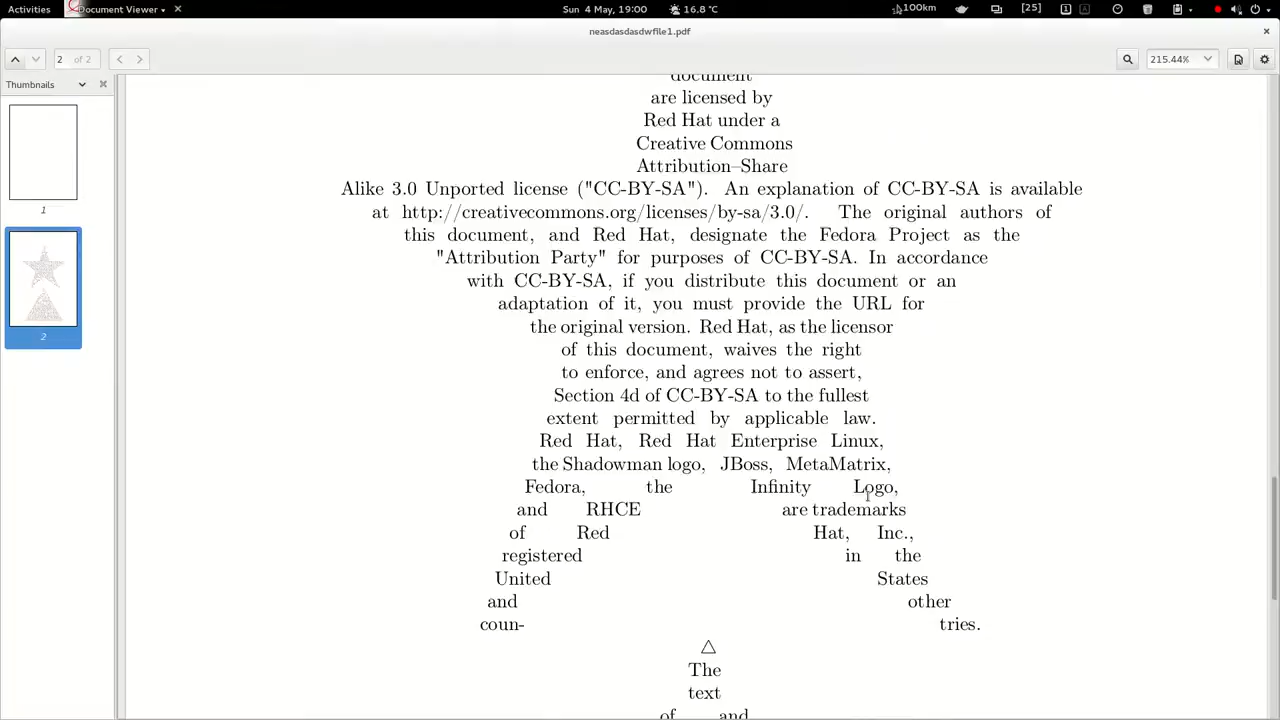 Activities
Document Viewer
Sun 4 May, 19:00
16.8 °C
100km
[25]
1
A
neasdasdasdwfile1.pdf
2 of 2
215.44%
Thumbnails
1
2
document
are licensed by
Red Hat under a
Creative Commons
Attribution–Share
Alike 3.0 Unported license ("CC-BY-SA"). An explanation of CC-BY-SA is available
at http://creativecommons.org/licenses/by-sa/3.0/. The original authors of
this document, and Red Hat, designate the Fedora Project as the
"Attribution Party" for purposes of CC-BY-SA. In accordance
with CC-BY-SA, if you distribute this document or an
adaptation of it, you must provide the URL for
the original version. Red Hat, as the licensor
of this document, waives the right
to enforce, and agrees not to assert,
Section 4d of CC-BY-SA to the fullest
extent permitted by applicable law.
Red Hat, Red Hat Enterprise Linux,
the Shadowman logo, JBoss, MetaMatrix,
Fedora, the Infinity Logo,
and RHCE are trademarks
of Red Hat, Inc.,
registered in the
United States
and other
coun- tries.
△
The
text
of and